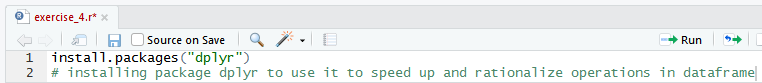 exercise_4.r*
Source on Save
Run
1 install.packages("dplyr")
2 # installing package dplyr to use it to speed up and rationalize operations in dataframe